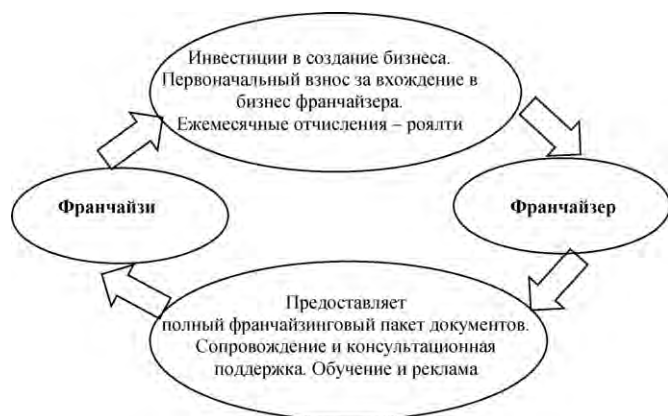 Инвестиции в создание бизнеса.
Первоначальный взнос за вхождение в
бизнес франчайзера.
Ежемесячные отчисления – роялти
Франчайзи
Франчайзер
Предоставляет
полный франчайзинговый пакет документов.
Сопровождение и консультационная
поддержка. Обучение и реклама